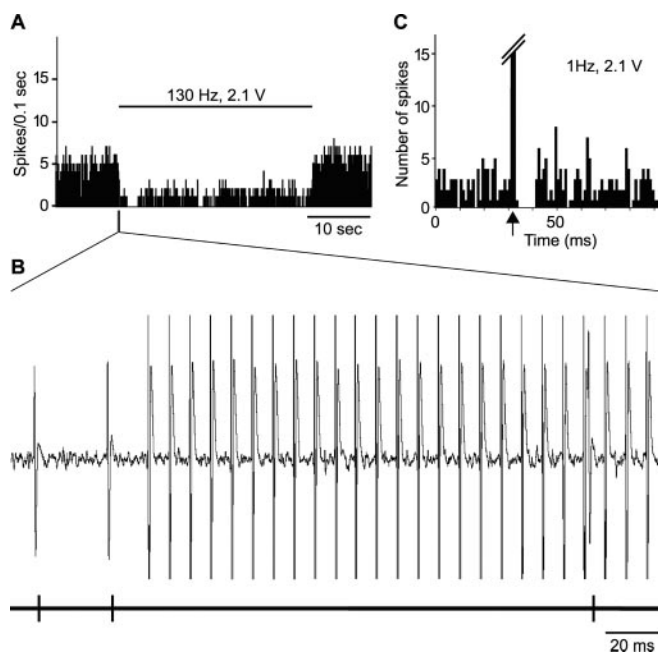 A
Spikes/0.1 sec
20
15
10
5
0
130 Hz, 2.1 V
10 sec
C
Number of spikes
15
10
5
0
1Hz, 2.1 V
0
50
Time (ms)
B
20 ms